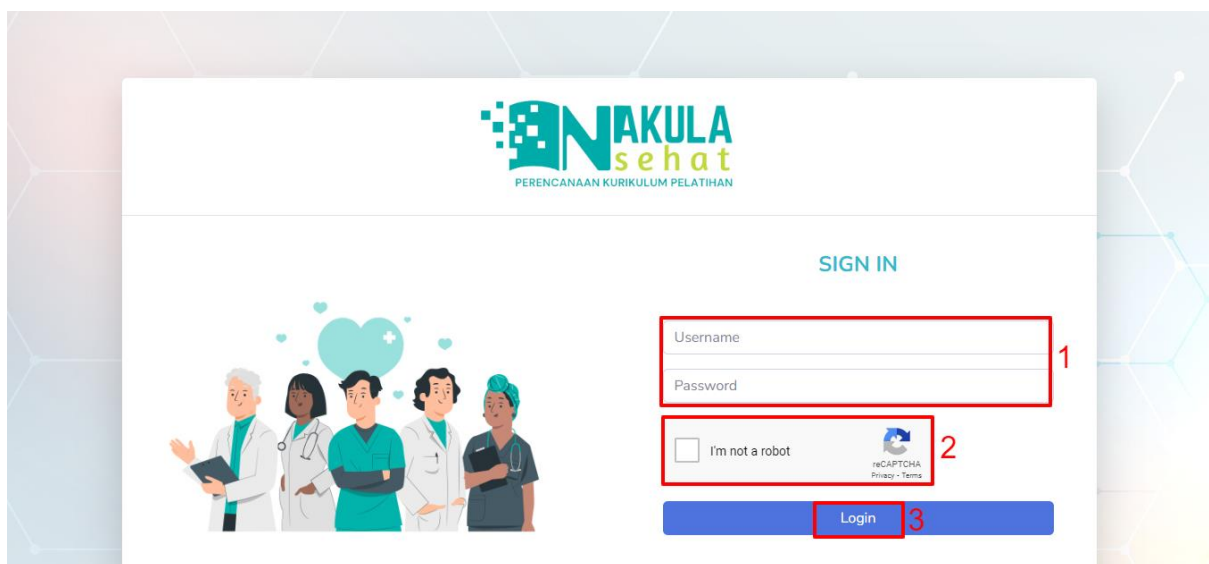 NAKULA
sehat
PERENCANAAN KURIKULUM PELATIHAN
SIGN IN
Username
1
Password
I'm not a robot
reCAPTCHA
Privacy - Terms
2
Login
3